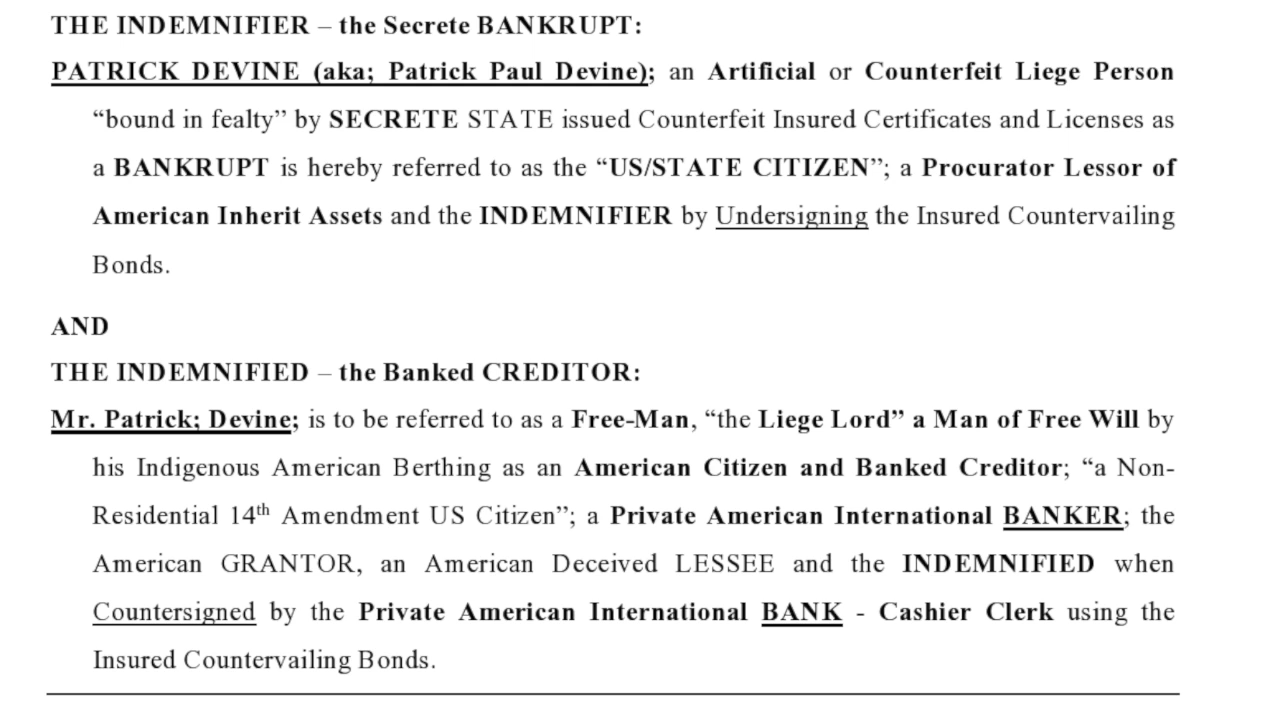 THE INDEMNIFIER – the Secrete BANKRUPT:
PATRICK DEVINE (aka; Patrick Paul Devine); an Artificial or Counterfeit Liege Person
“bound in fealty” by SECRETE STATE issued Counterfeit Insured Certificates and Licenses as
a BANKRUPT is hereby referred to as the “US/STATE CITIZEN”; a Procurator Lessor of
American Inherit Assets and the INDEMNIFIER by Undersigning the Insured Countervailing
Bonds.
AND
THE INDEMNIFIED – the Banked CREDITOR:
Mr. Patrick; Devine; is to be referred to as a Free-Man, “the Liege Lord” a Man of Free Will by
his Indigenous American Berthing as an American Citizen and Banked Creditor; “a Non-
Residential 14th Amendment US Citizen”; a Private American International BANKER; the
American GRANTOR, an American Deceived LESSEE and the INDEMNIFIED when
Countersigned by the Private American International BANK - Cashier Clerk using the
Insured Countervailing Bonds.